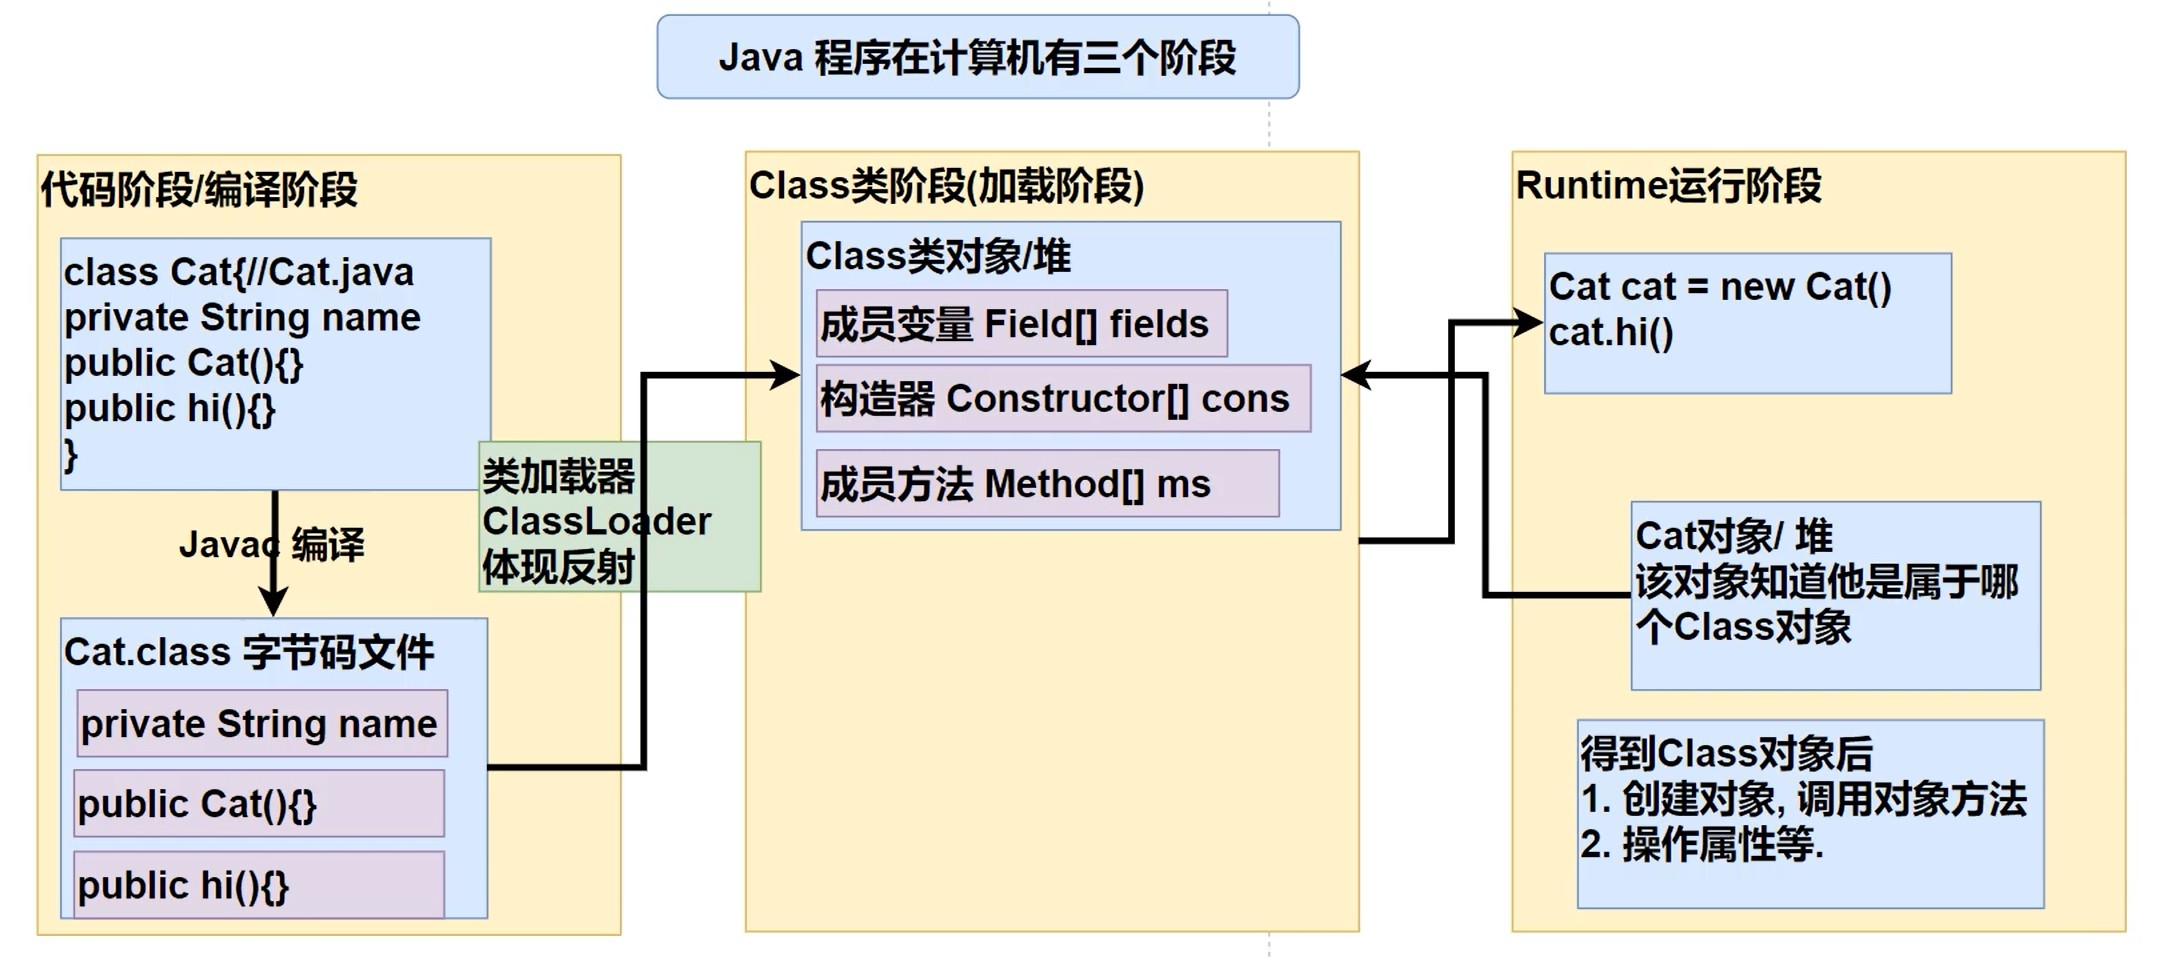 Java 程序在计算机有三个阶段
代码阶段/编译阶段
class Cat{//Cat.java
private String name
public Cat(){}
public hi(){}
}
Javac 编译
Cat.class 字节码文件
private String name
public Cat(){}
public hi(){}
类加载器
ClassLoader
体现反射
Class类阶段(加载阶段)
Class类对象/堆
成员变量 Field[] fields
构造器 Constructor[] cons
成员方法 Method[] ms
Runtime运行阶段
Cat cat = new Cat()
cat.hi()
Cat对象/ 堆
该对象知道他是属于哪
个Class对象
得到Class对象后
1. 创建对象, 调用对象方法
2. 操作属性等.